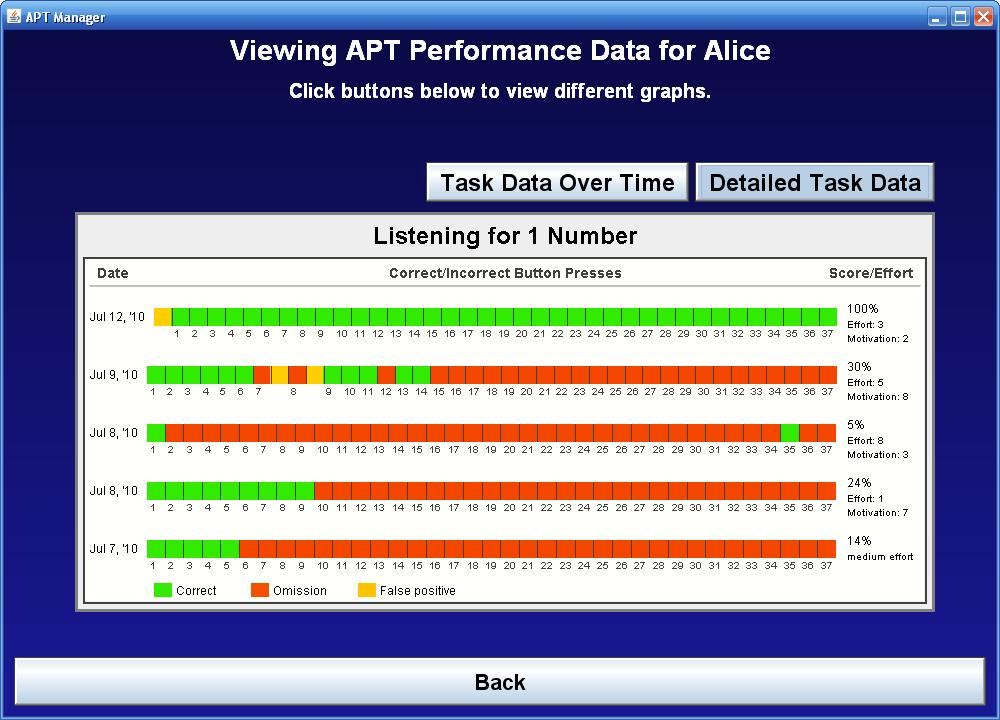 APT Manager
Viewing APT Performance Data for Alice
Click buttons below to view different graphs.
Task Data Over Time Detailed Task Data
Listening for 1 Number
Date Correct/Incorrect Button Presses Score/Effort
Jul 12, '10 100%
Effort: 3
1 2 3 4 5 6 7 8 9 10 11 12 13 14 15 16 17 18 19 20 21 22 23 24 25 26 27 28 29 30 31 32 33 34 35 36 37
Motivation: 2
Jul 9, '10 30%
Effort: 5
1 2 3 4 5 6 7 8 9 10 11 12 13 14 15 16 17 18 19 20 21 22 23 24 25 26 27 28 29 30 31 32 33 34 35 36 37
Motivation: 8
Jul 8, '10 5%
Effort: 8
1 2 3 4 5 6 7 8 9 10 11 12 13 14 15 16 17 18 19 20 21 22 23 24 25 26 27 28 29 30 31 32 33 34 35 36 37
Motivation: 3
Jul 8, '10 24%
Effort: 1
1 2 3 4 5 6 7 8 9 10 11 12 13 14 15 16 17 18 19 20 21 22 23 24 25 26 27 28 29 30 31 32 33 34 35 36 37
Motivation: 7
Jul 7, '10 14%
medium effort
1 2 3 4 5 6 7 8 9 10 11 12 13 14 15 16 17 18 19 20 21 22 23 24 25 26 27 28 29 30 31 32 33 34 35 36 37
Correct Omission False positive
Back